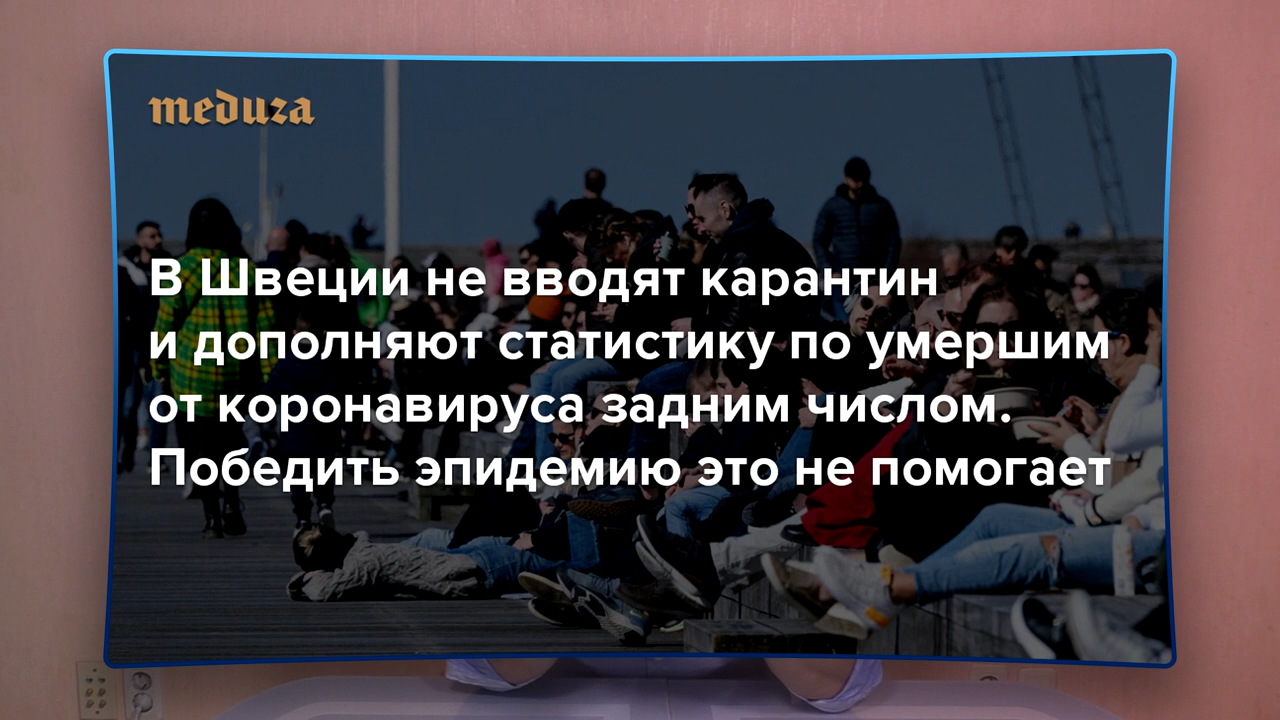 meduza
В Швеции не вводят карантин
и дополняют статистику по умершим
от коронавируса задним числом.
Победить эпидемию это не помогает